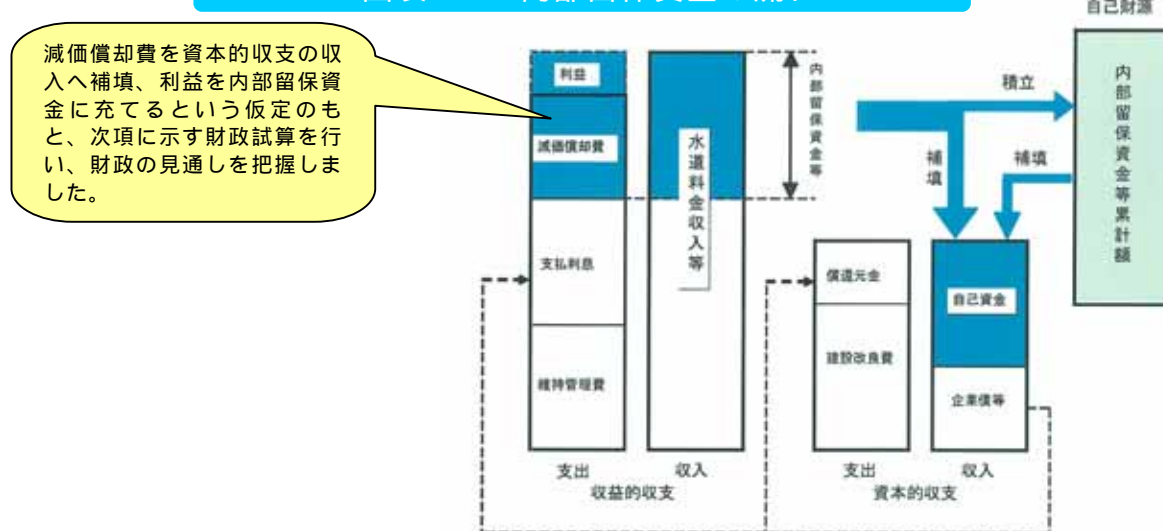 自己財源
減価償却費を資本的収支の収
入へ補填、利益を内部留保資
金に充てるという仮定のも
と、次項に示す財政試算を行
い、財政の見通しを把握しま
した。
利益
減価償却費
支払利息
維持管理費
水道料金収入等
内部留保資金等
積立
補填
補填
内部留保資金等累計額
償還元金
建設改良費
自己資金
企業債等
支出
収入
収益的収支
支出
収入
資本的収支